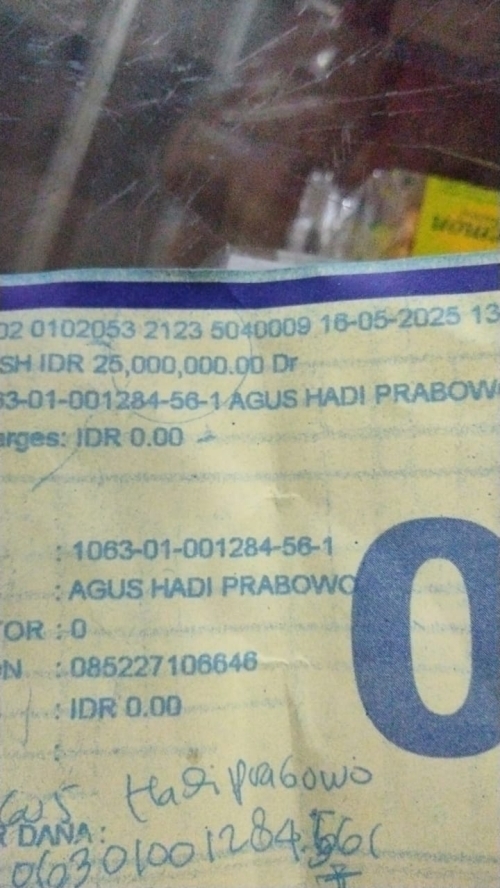 02 0102053 2123 5040009 16-05-2025 13
SH IDR 25,000,000.00 Dr
63-01-001284-56-1 AGUS HADI PRABOW
arges: IDR 0.00
: 1063-01-001284-56-1
: AGUS HADI PRABOWO
TOR : 0
ON : 085227106646
: IDR 0.00
:
Hadi prabowo
R DANA :
0